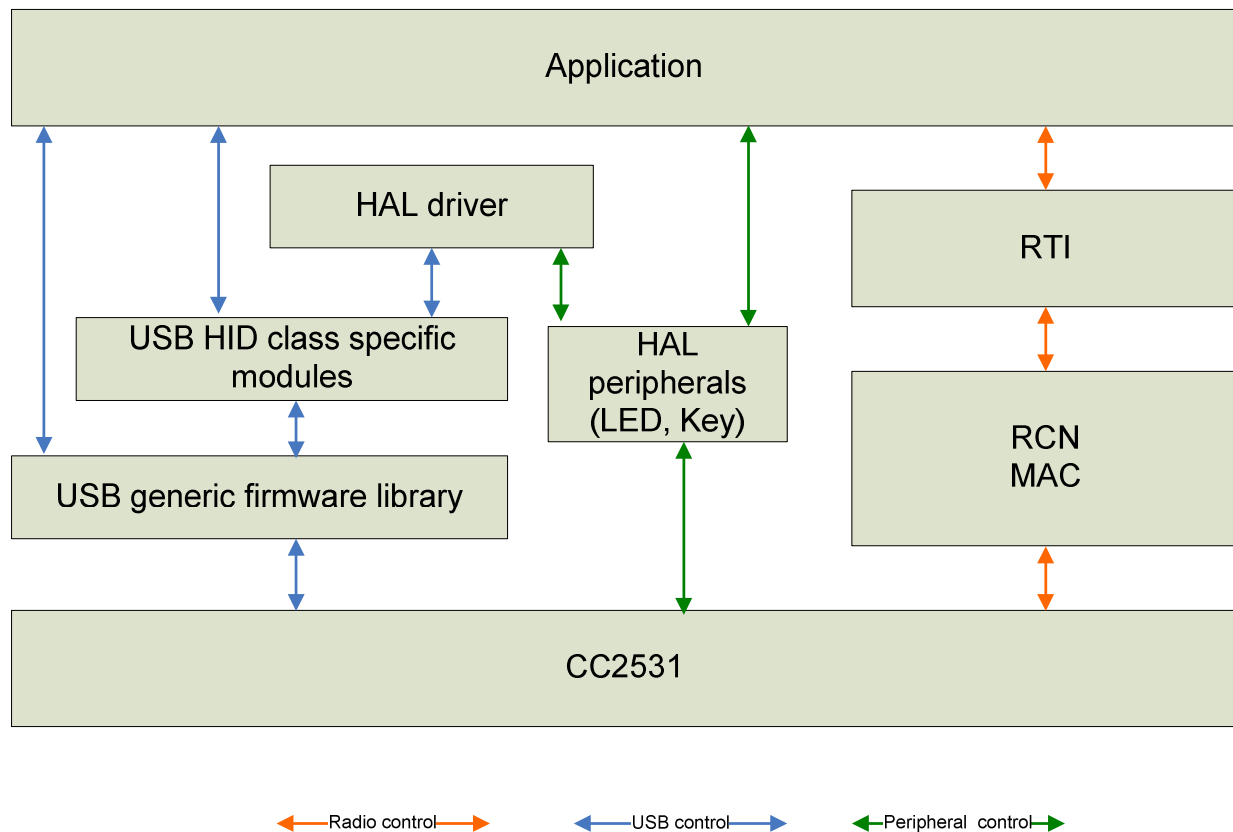 Application
HAL driver
RTI
USB HID class specific
modules
HAL
peripherals
(LED, Key)
RCN
MAC
USB generic firmware library
CC2531
Radio control
USB control
Peripheral control